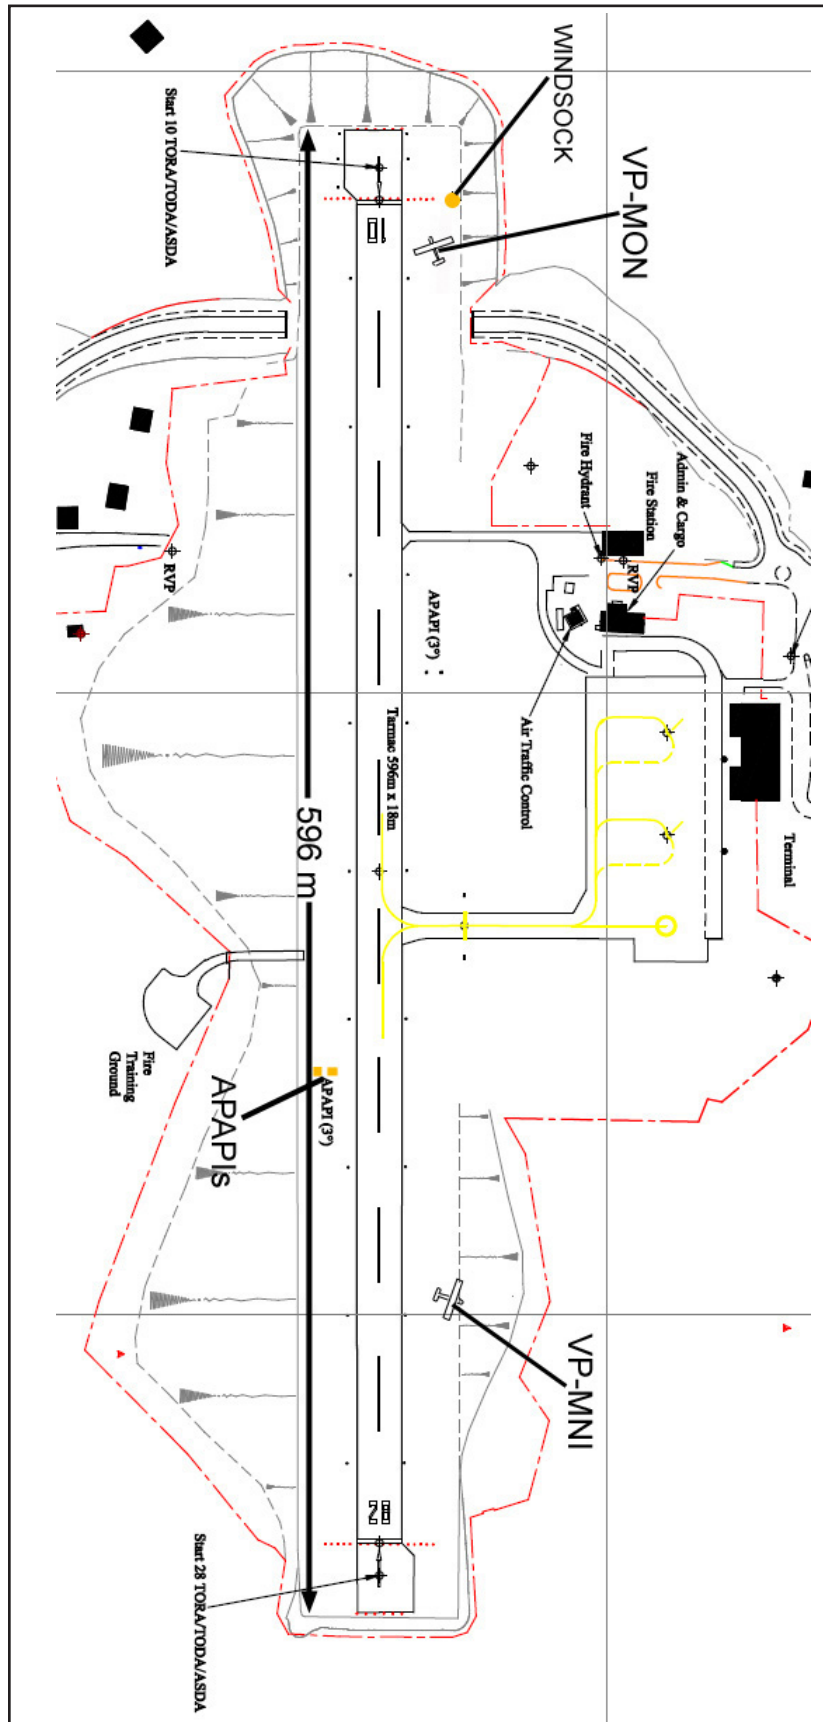 WINDSOCK
VP-MON
Start 10 TORA/TODA/ASDA
10
Fire Hydrant
Fire Station
Admin & Cargo
RVP
RVP
APAPI (3°)
Air Traffic Control
Tarmac 596m x 18m
596 m
Terminal
Fire
Training
Ground
APAPI (3°)
APAPIs
VP-MNI
28
Start 28 TORA/TODA/ASDA